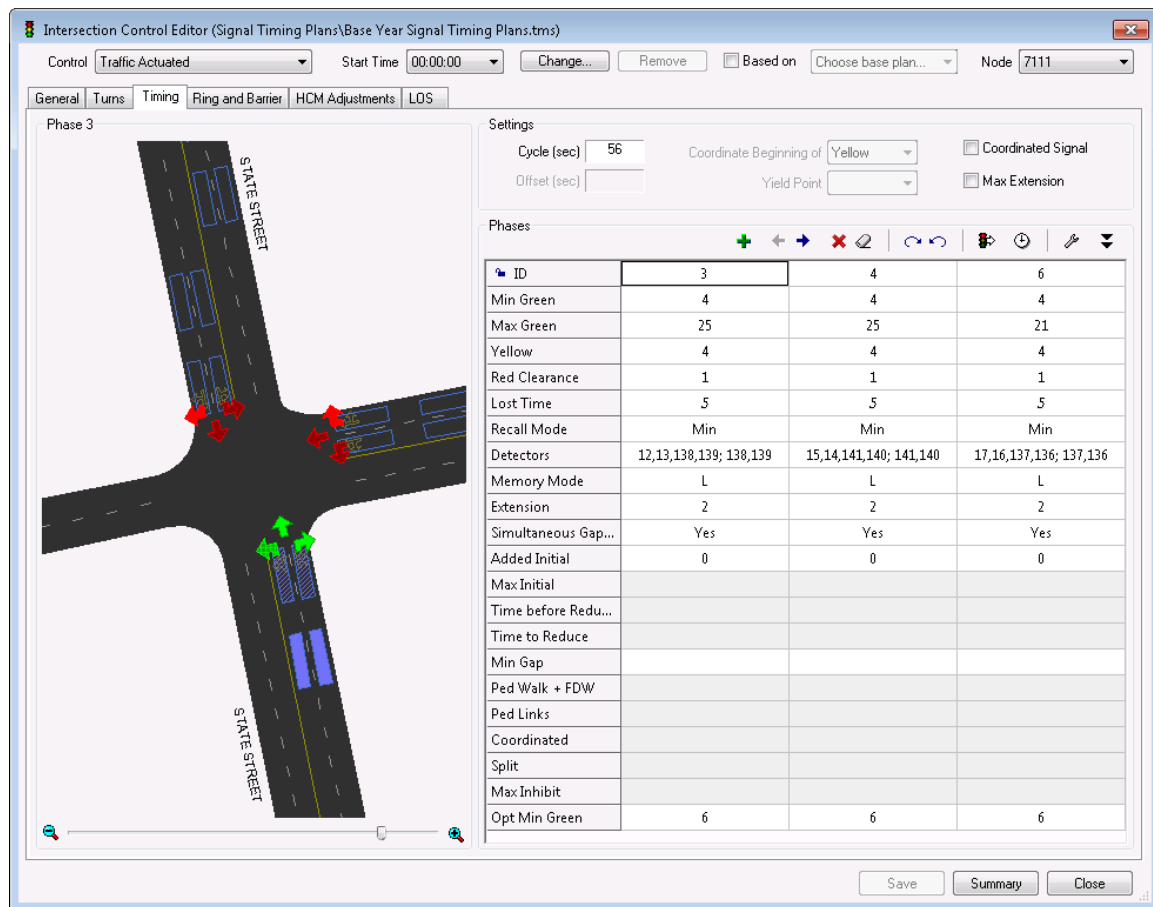 Intersection Control Editor (Signal Timing Plans\Base Year Signal Timing Plans.tms)
Control Traffic Actuated Start Time 00:00:00 Change... Remove Based on Choose base plan... Node 7111
General Turns Timing Ring and Barrier HCM Adjustments LOS
Phase 3
STATE STREET
STATE STREET
Settings
Cycle (sec) 56 Coordinate Beginning of Yellow Coordinated Signal
Offset (sec) Yield Point Max Extension
Phases
ID 3 4 6
Min Green 4 4 4
Max Green 25 25 21
Yellow 4 4 4
Red Clearance 1 1 1
Lost Time .5 .5 .5
Recall Mode Min Min Min
Detectors 12,13,138,139; 138,139 15,14,141,140; 141,140 17,16,137,136; 137,136
Memory Mode L L L
Extension 2 2 2
Simultaneous Gap... Yes Yes Yes
Added Initial 0 0 0
Max Initial
Time before Redu...
Time to Reduce
Min Gap
Ped Walk + FDW
Ped Links
Coordinated
Split
Max Inhibit
Opt Min Green 6 6 6
Save Summary Close